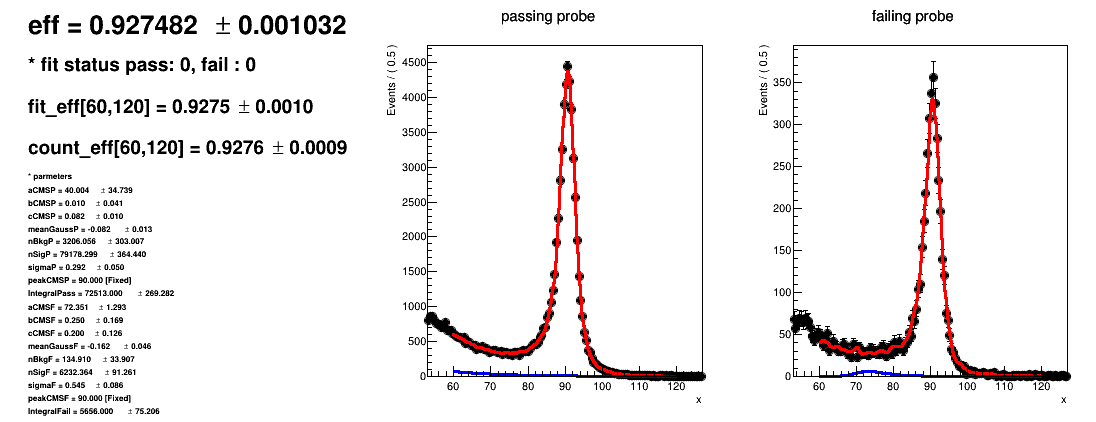 eff = 0.927482 ± 0.001032
* fit status pass: 0, fail : 0
fit_eff[60,120] = 0.9275 ± 0.0010
count_eff[60,120] = 0.9276 ± 0.0009
* parmeters
aCMSP = 40.004 ± 34.739
bCMSP = 0.010 ± 0.041
cCMSP = 0.082 ± 0.010
meanGaussP = -0.082 ± 0.013
nBkgP = 3206.056 ± 303.007
nSigP = 79178.299 ± 364.440
sigmaP = 0.292 ± 0.050
peakCMSP = 90.000 [Fixed]
IntegralPass = 72513.000 ± 269.282
aCMSF = 72.351 ± 1.293
bCMSF = 0.250 ± 0.169
cCMSF = 0.200 ± 0.126
meanGaussF = -0.162 ± 0.046
nBkgF = 134.910 ± 33.907
nSigF = 6232.364 ± 91.261
sigmaF = 0.545 ± 0.086
peakCMSF = 90.000 [Fixed]
IntegralFail = 5656.000 ± 75.206
passing probe
Events / ( 0.5 )
4500
4000
3500
3000
2500
2000
1500
1000
500
0
60 70 80 90 100 110 120
x
failing probe
Events / ( 0.5 )
350
300
250
200
150
100
50
0
60 70 80 90 100 110 120
x